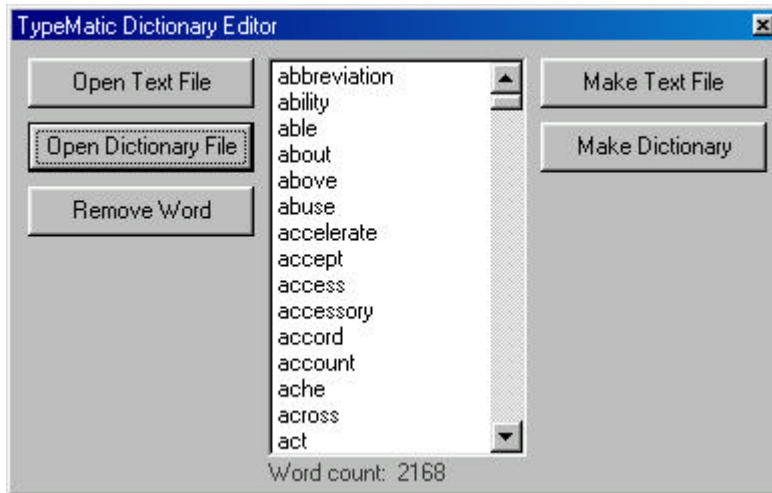 TypeMatic Dictionary Editor
Open Text File
Open Dictionary File
Remove Word
abbreviation
ability
able
about
above
abuse
accelerate
accept
access
accessory
accord
account
ache
across
act
Word count: 2168
Make Text File
Make Dictionary